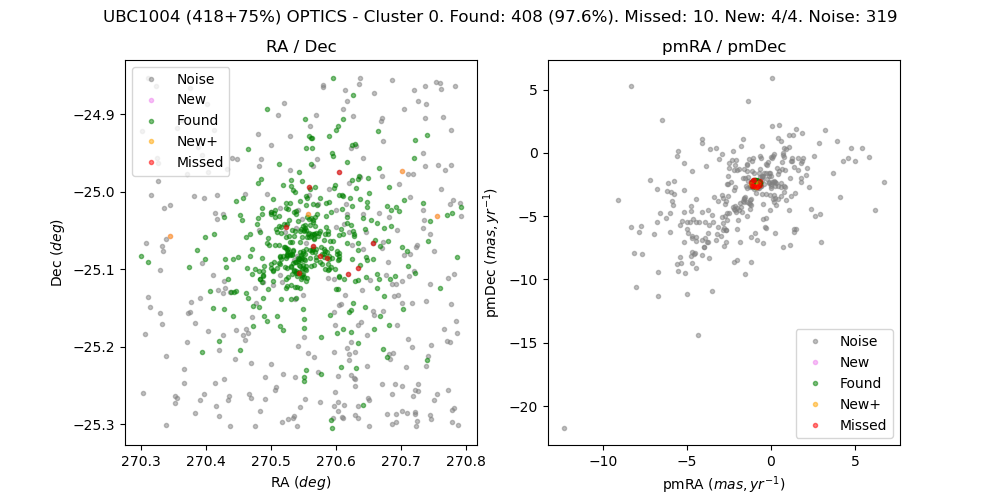 UBC1004 (418+75%) OPTICS - Cluster 0. Found: 408 (97.6%). Missed: 10. New: 4/4. Noise: 319
RA / Dec
Noise
New
Found
New+
Missed
−24.9
−25.0
−25.1
−25.2
−25.3
Dec (deg)
270.3 270.4 270.5 270.6 270.7 270.8
RA (deg)
pmRA / pmDec
5
0
−5
−10
−15
−20
pmDec (mas, yr⁻¹)
Noise
New
Found
New+
Missed
−10 −5 0 5
pmRA (mas, yr⁻¹)